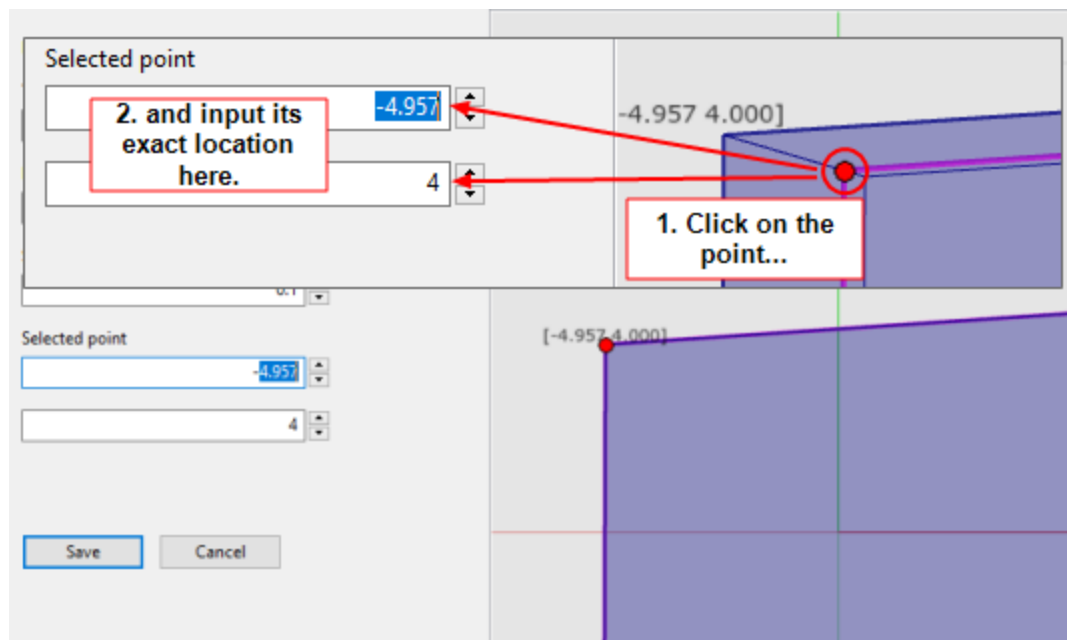 Selected point
-4.957
-4.957 4.000]
2. and input its
exact location
here.
4
1. Click on the
point...
0.1
Selected point
-4.957
[-4.957 4.000]
4
Save
Cancel